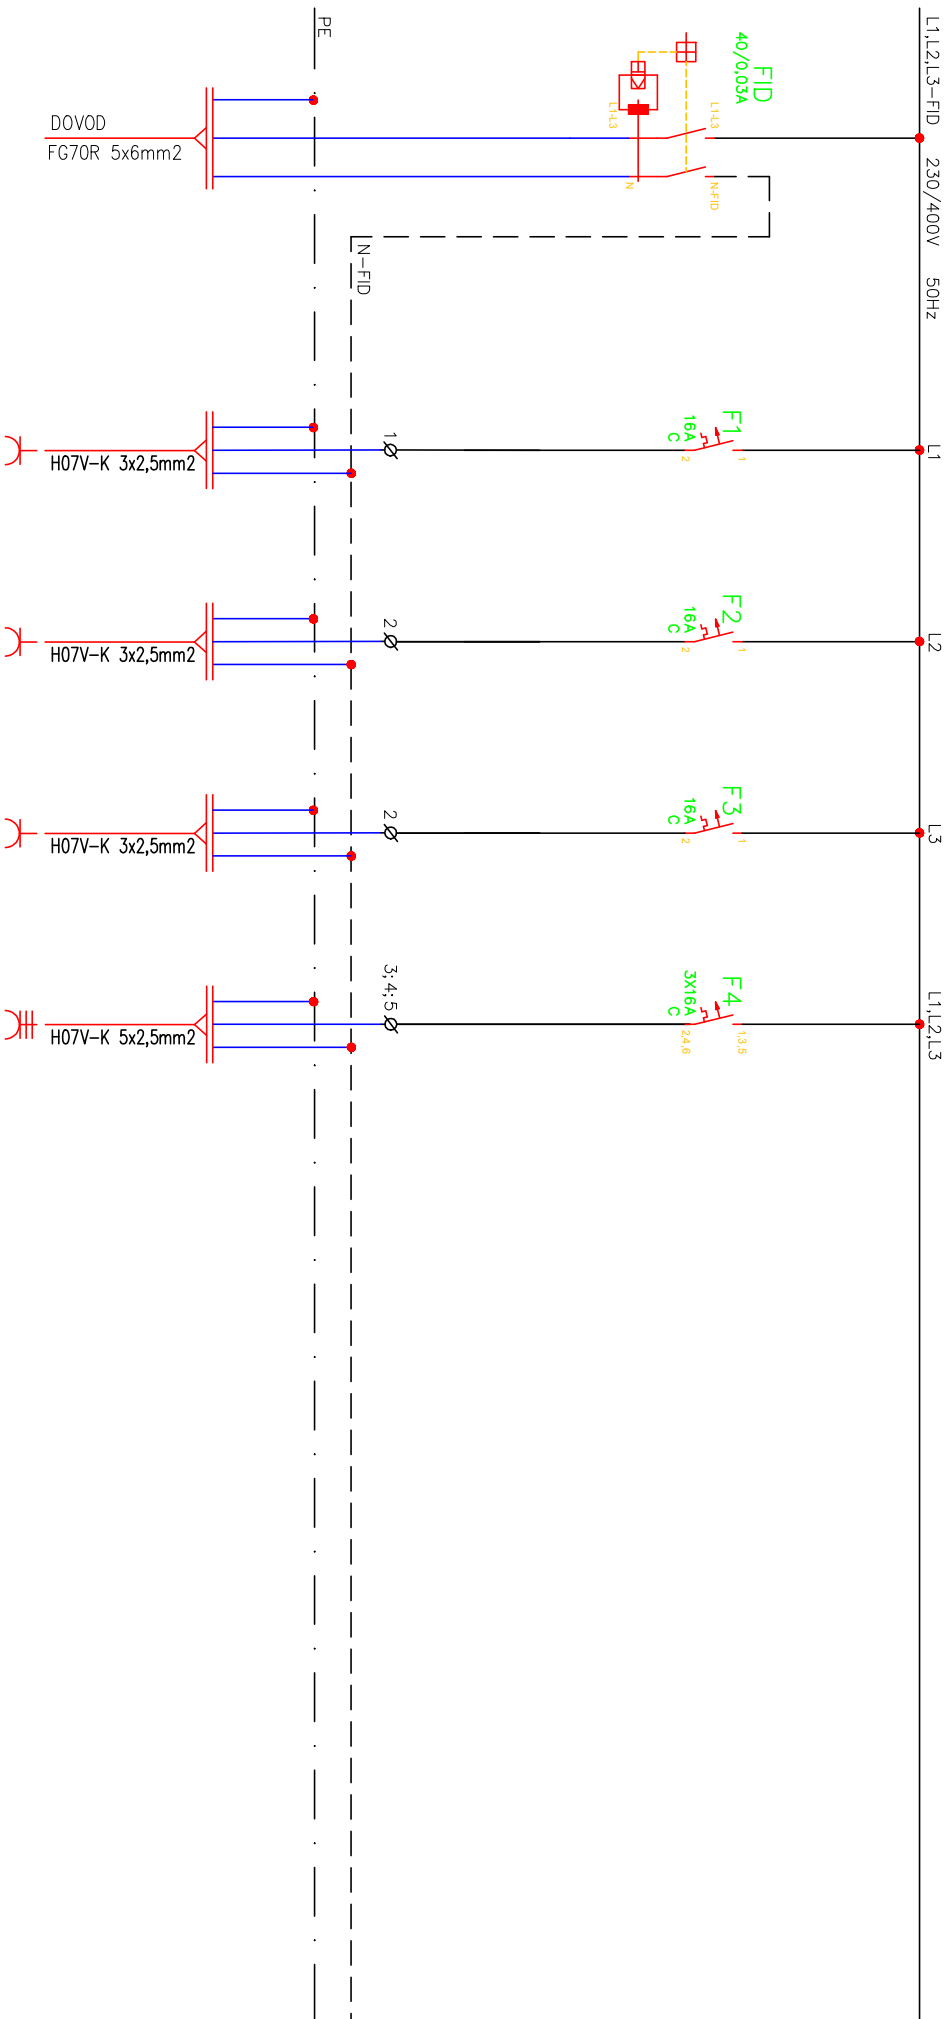 L1,L2,L3-FID 230/400V 50Hz
L1
L2
L3
L1,L2,L3
FID
40/0,03A
L1-L3
N-FID
L1-L3
N
F1
16A
C
1
2
F2
16A
C
1
2
F3
16A
C
1
2
F4
3X16A
C
1,3,5
2,4,6
N-FID
1
2
2
3;4;5
PE
DOVOD
FG7OR 5x6mm2
H07V-K 3x2,5mm2
H07V-K 3x2,5mm2
H07V-K 3x2,5mm2
H07V-K 5x2,5mm2